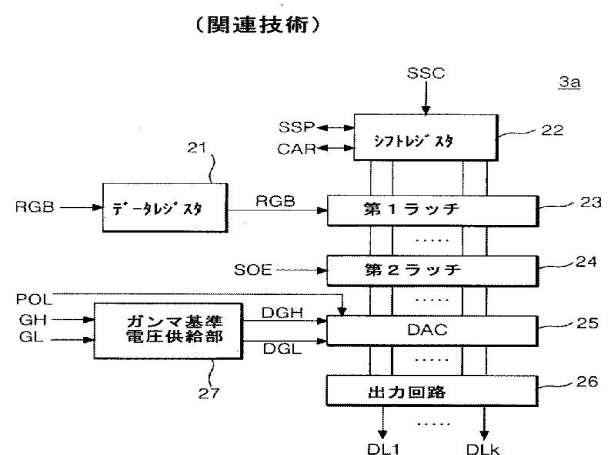 （関連技術）
SSC
3a
SSP
CAR
シフトレジスタ
22
21
RGB
データレジスタ
RGB
第１ラッチ
23
.....
SOE
第２ラッチ
24
.....
POL
GH
GL
ガンマ基準
電圧供給部
27
DGH
DGL
DAC
25
.....
出力回路
26
DL1
.....
DLk